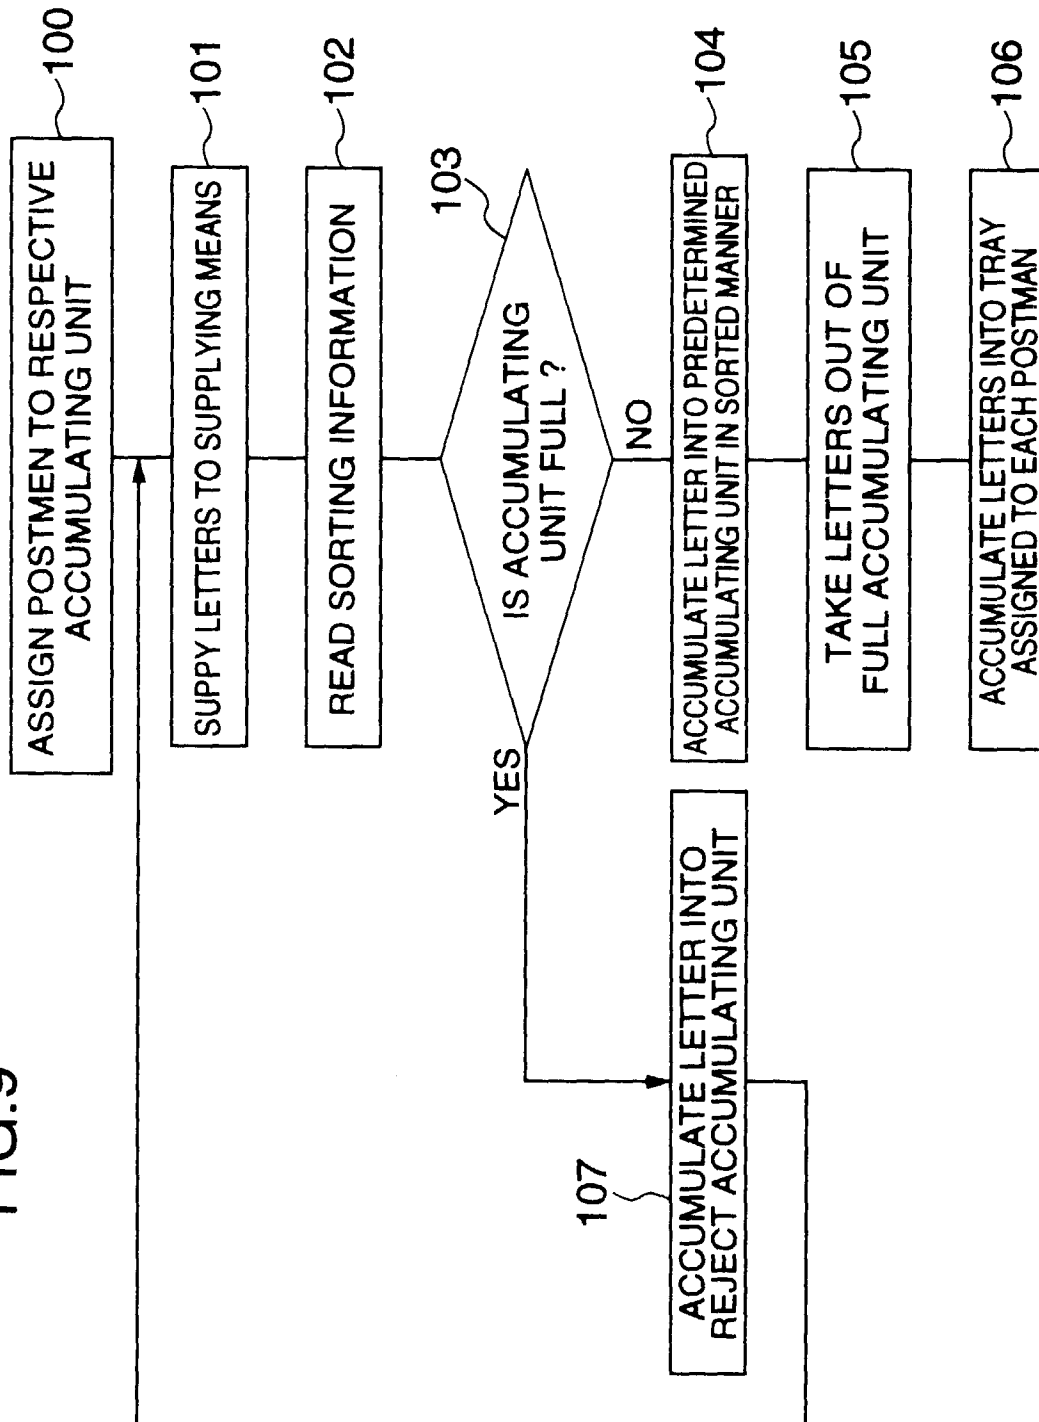 FIG.9
ASSIGN POSTMEN TO RESPECTIVE
ACCUMULATING UNIT
100
SUPPY LETTERS TO SUPPLYING MEANS
101
READ SORTING INFORMATION
102
IS ACCUMULATING
UNIT FULL?
103
YES
NO
ACCUMULATE LETTER INTO PREDETERMINED
ACCUMULATING UNIT IN SORTED MANNER
104
TAKE LETTERS OUT OF
FULL ACCUMULATING UNIT
105
ACCUMULATE LETTERS INTO TRAY
ASSIGNED TO EACH POSTMAN
106
ACCUMULATE LETTER INTO
REJECT ACCUMULATING UNIT
107